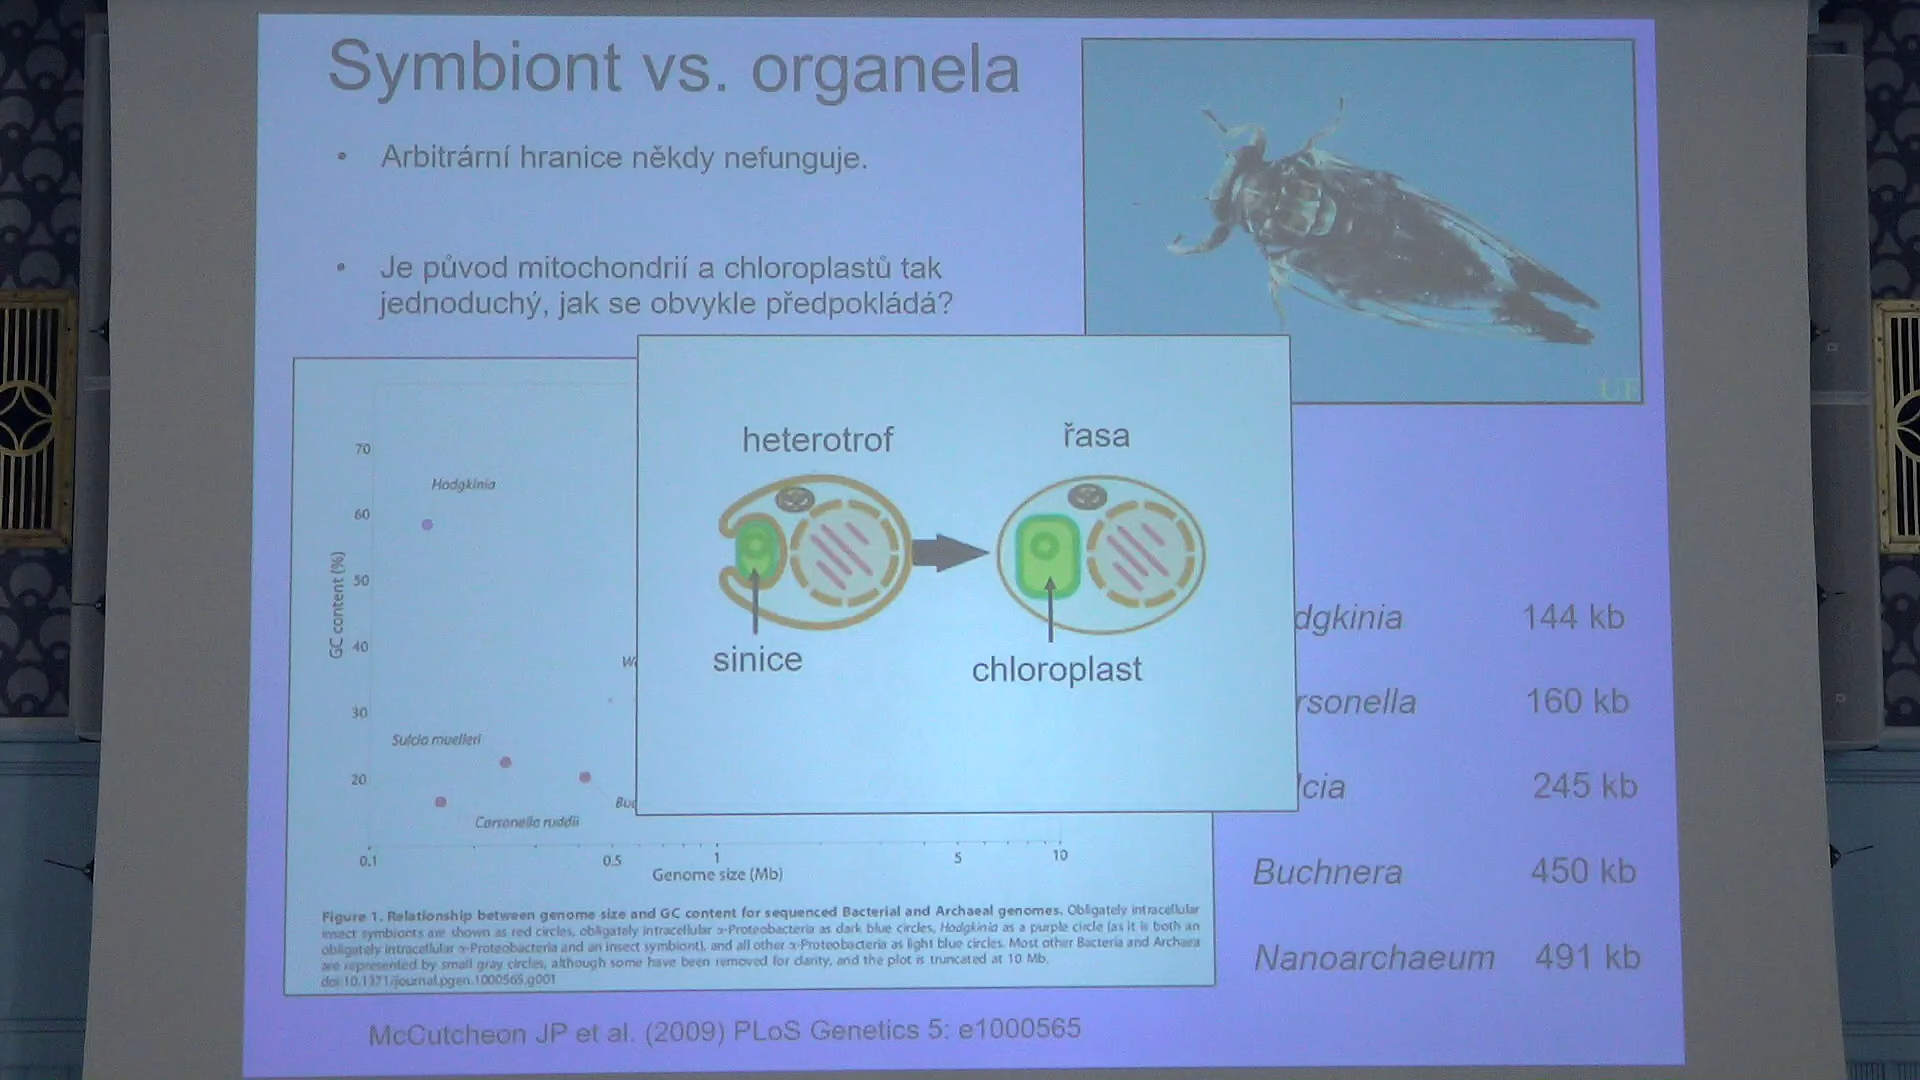 Symbiont vs. organela
• Arbitrární hranice někdy nefunguje.
• Je původ mitochondrií a chloroplastů tak
jednoduchý, jak se obvykle předpokládá?
UF
heterotrof
řasa
sinice
chloroplast
GC content (%)
70
60
50
40
30
20
Hodgkinia
Sulcia muelleri
Carsonella ruddii
0.1
0.5
1
5
10
Genome size (Mb)
Figure 1. Relationship between genome size and GC content for sequenced Bacterial and Archaeal genomes. Obligately intracellular
insect symbionts are shown as red circles, obligately intracellular α-Proteobacteria as dark blue circles, Hodgkinia as a purple circle (as it is both an
obligately intracellular α-Proteobacteria and an insect symbiont), and all other α-Proteobacteria as light blue circles. Most other Bacteria and Archaea
are represented by small gray circles, although some have been removed for clarity, and the plot is truncated at 10 Mb.
doi:10.1371/journal.pgen.1000565.g001
dgkinia 144 kb
rsonella 160 kb
lcia 245 kb
Buchnera 450 kb
Nanoarchaeum 491 kb
McCutcheon JP et al. (2009) PLoS Genetics 5: e1000565